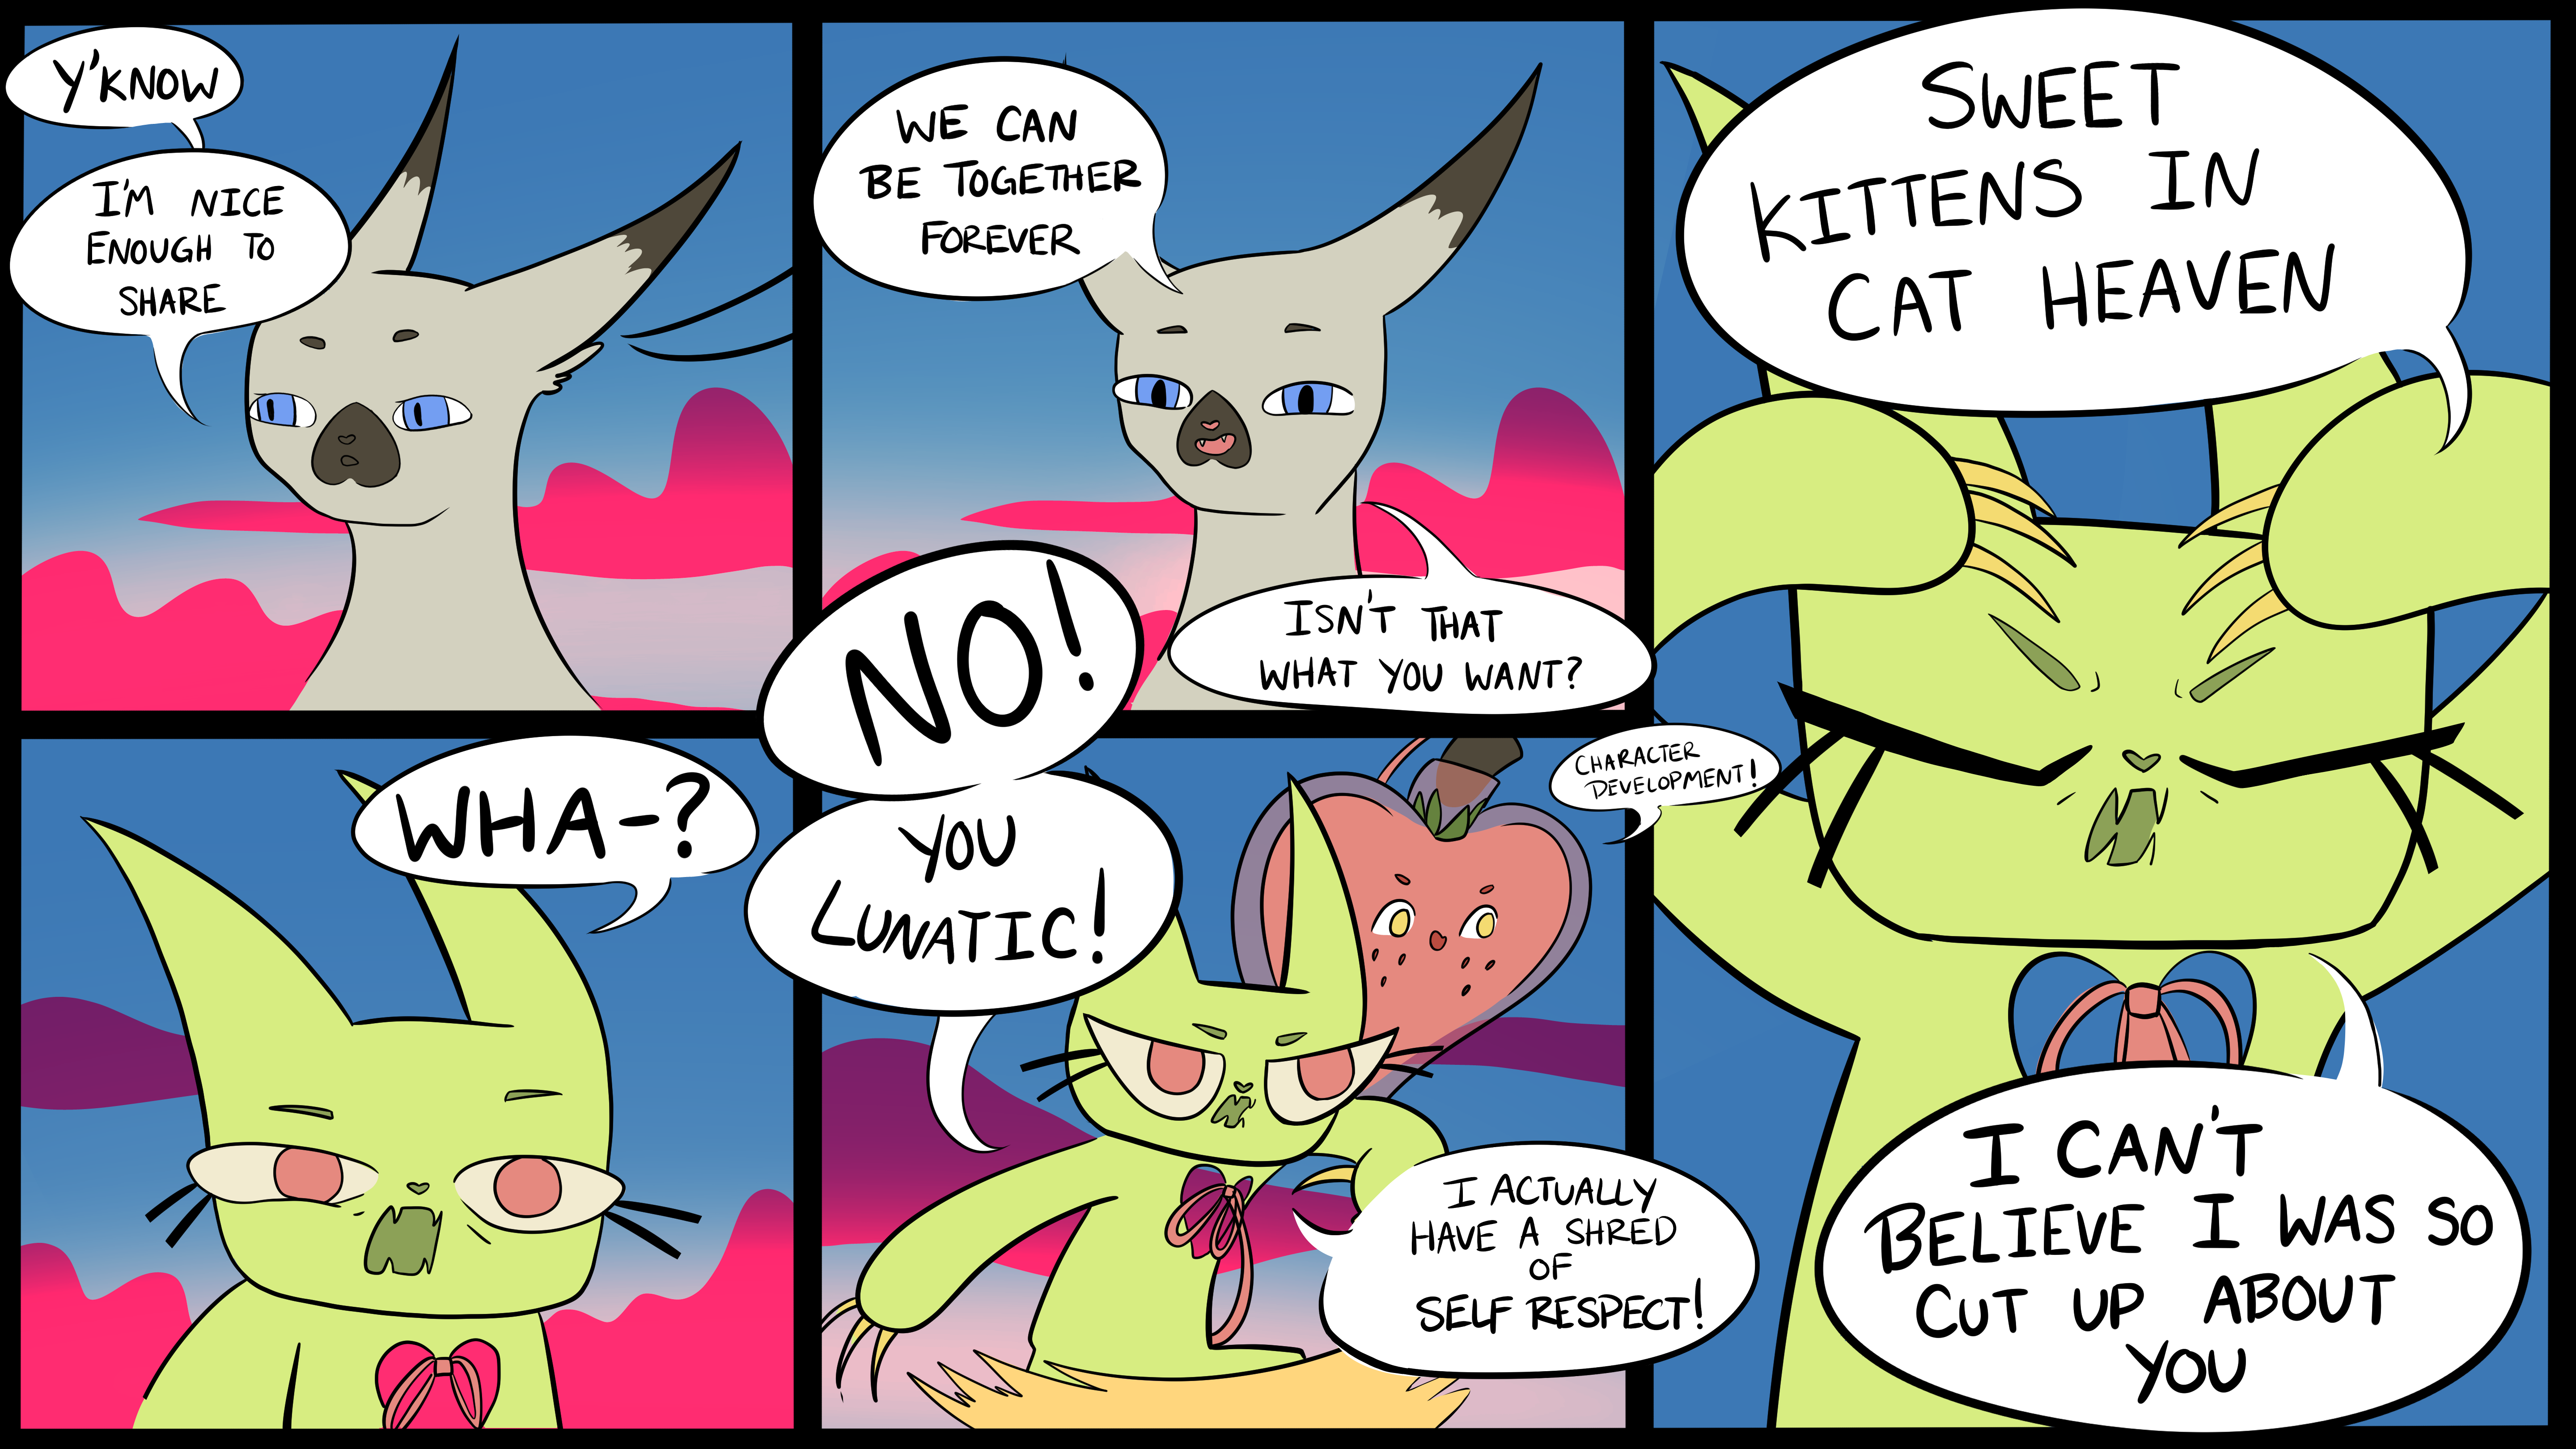 Y'KNOW
I'M NICE
ENOUGH TO
SHARE
WE CAN
BE TOGETHER
FOREVER
ISN'T THAT
WHAT YOU WANT?
WHA-?
NO!
YOU
LUNATIC!
I ACTUALLY
HAVE A SHRED
OF
SELF RESPECT!
CHARACTER
DEVELOPMENT!
SWEET
KITTENS IN
CAT HEAVEN
I CAN'T
BELIEVE I WAS SO
CUT UP ABOUT
YOU